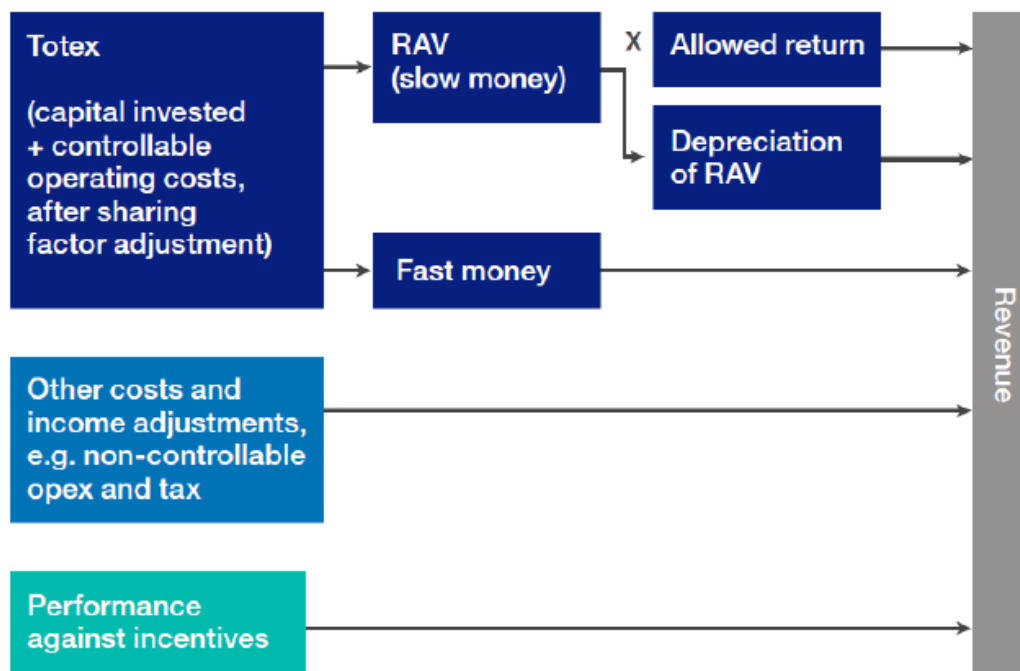 Totex
(capital invested
+ controllable
operating costs,
after sharing
factor adjustment)
RAV
(slow money)
X
Allowed return
Depreciation
of RAV
Fast money
Other costs and
income adjustments,
e.g. non-controllable
opex and tax
Performance
against incentives
Revenue